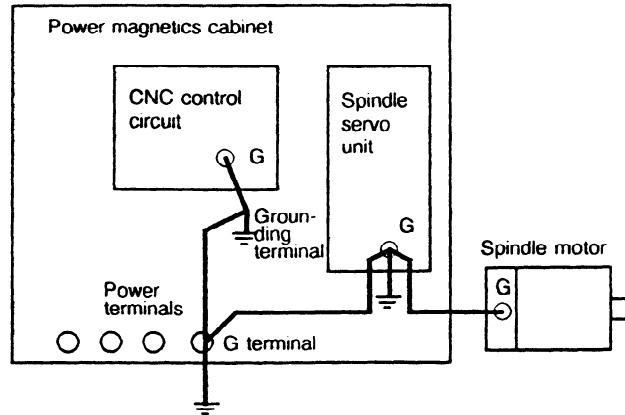 Power magnetics cabinet
CNC control
circuit
G
Spindle
servo
unit
G
Groun-
ding
terminal
Spindle motor
G
Power
terminals
G terminal